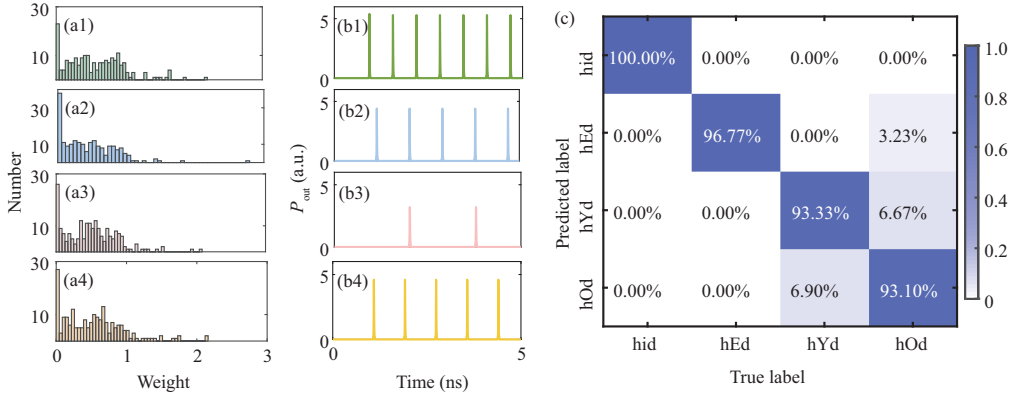 (a1)
30
10
(a2)
30
10
(a3)
30
10
(a4)
30
10
0
1
2
3
Number
Weight
(b1)
5
0
(b2)
5
0
(b3)
5
0
(b4)
5
0
0
5
P_out (a.u.)
Time (ns)
(c)
hid
100.00% 0.00% 0.00% 0.00%
hEd
0.00% 96.77% 0.00% 3.23%
hYd
0.00% 0.00% 93.33% 6.67%
hOd
0.00% 0.00% 6.90% 93.10%
hid hEd hYd hOd
Predicted label
True label
1.0
0.8
0.6
0.4
0.2
0